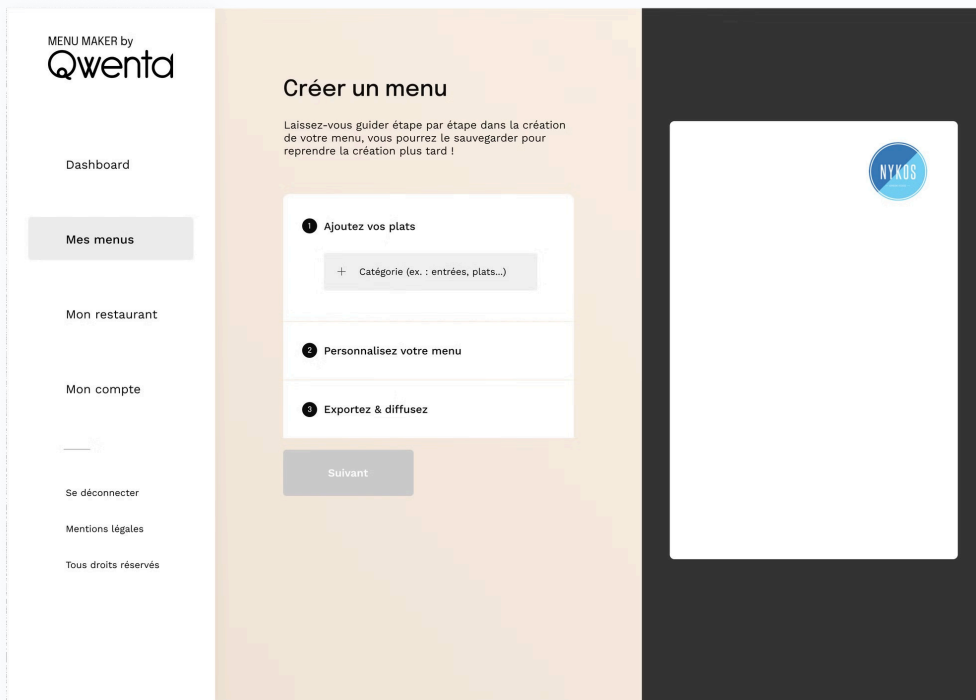 MENU MAKER by
Qwenta
Dashboard
Mes menus
Mon restaurant
Mon compte
Se déconnecter
Mentions légales
Tous droits réservés
Créer un menu
Laissez-vous guider étape par étape dans la création
de votre menu, vous pourrez le sauvegarder pour
reprendre la création plus tard !
1 Ajoutez vos plats
+ Catégorie (ex. : entrées, plats...)
2 Personnalisez votre menu
3 Exportez & diffusez
Suivant
NYKOS